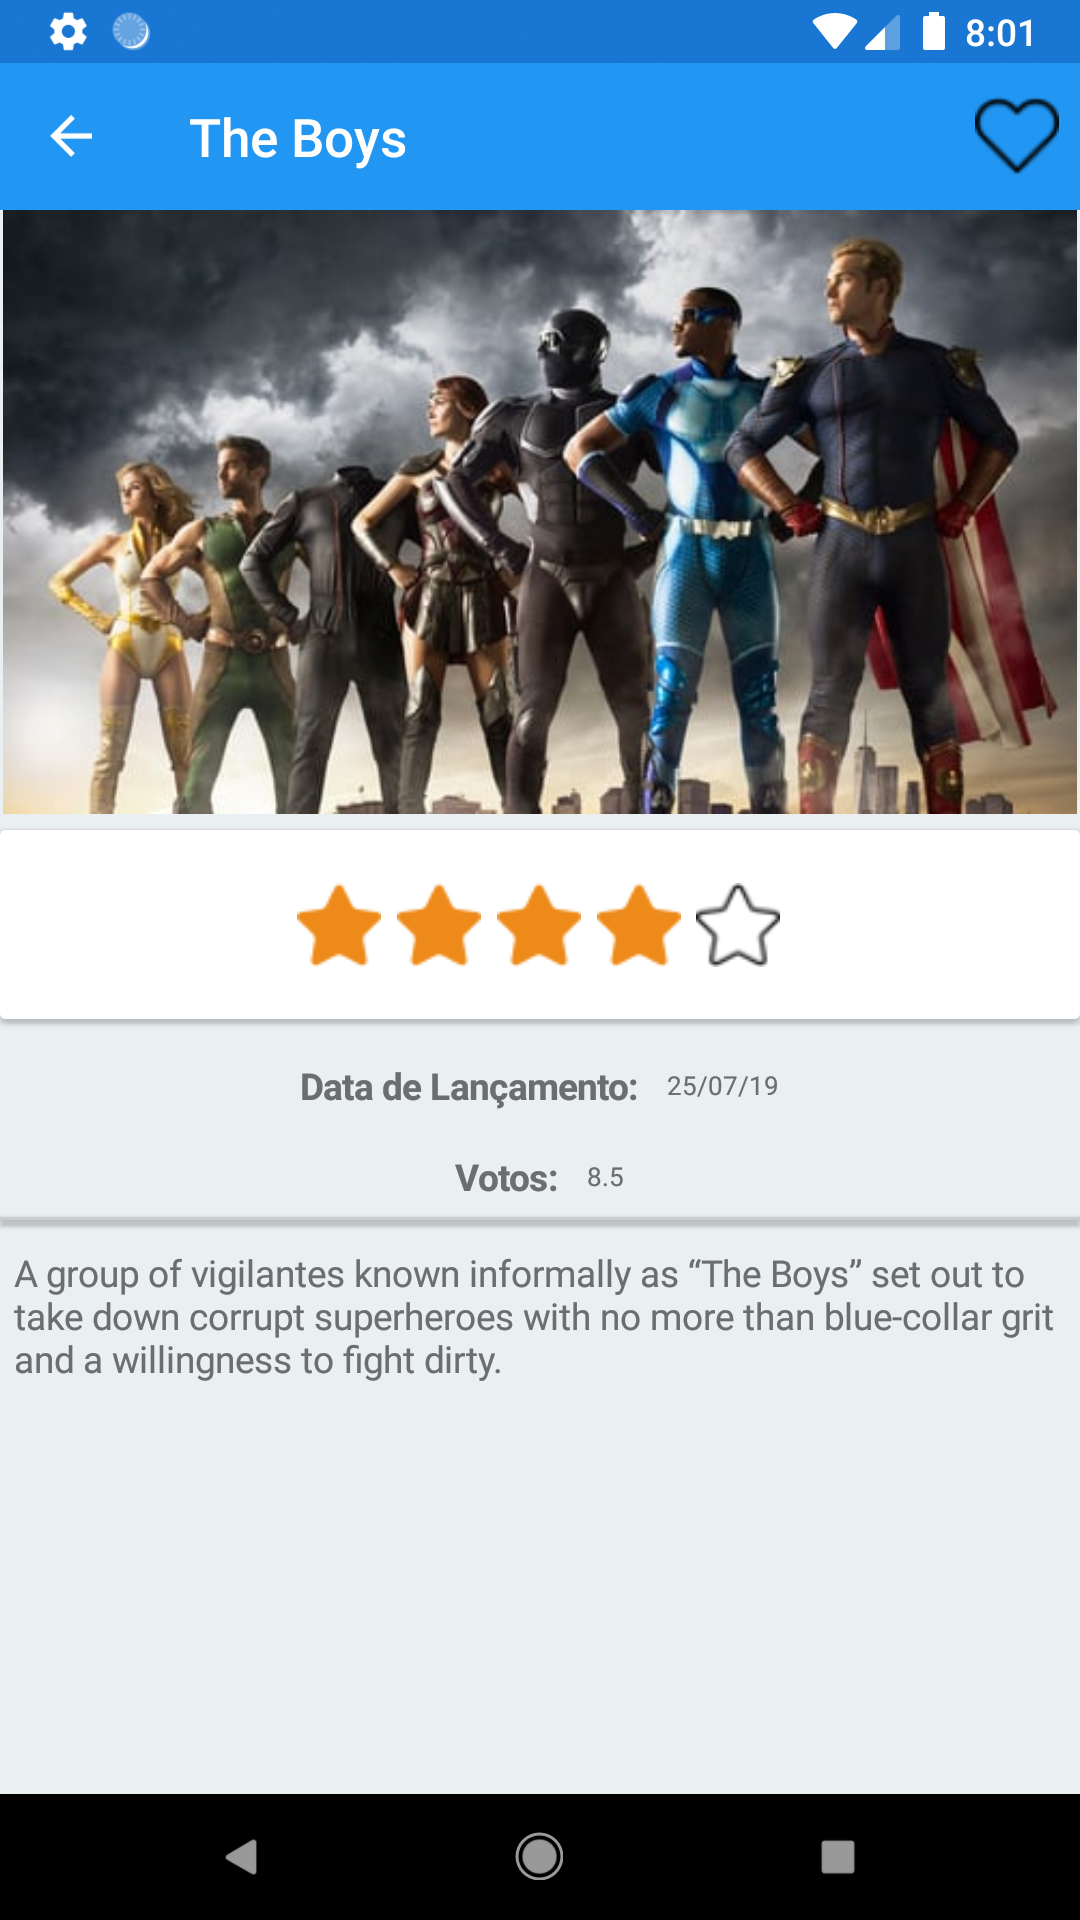 8:01
The Boys
Data de Lançamento: 25/07/19
Votos: 8.5
A group of vigilantes known informally as “The Boys” set out to
take down corrupt superheroes with no more than blue-collar grit
and a willingness to fight dirty.